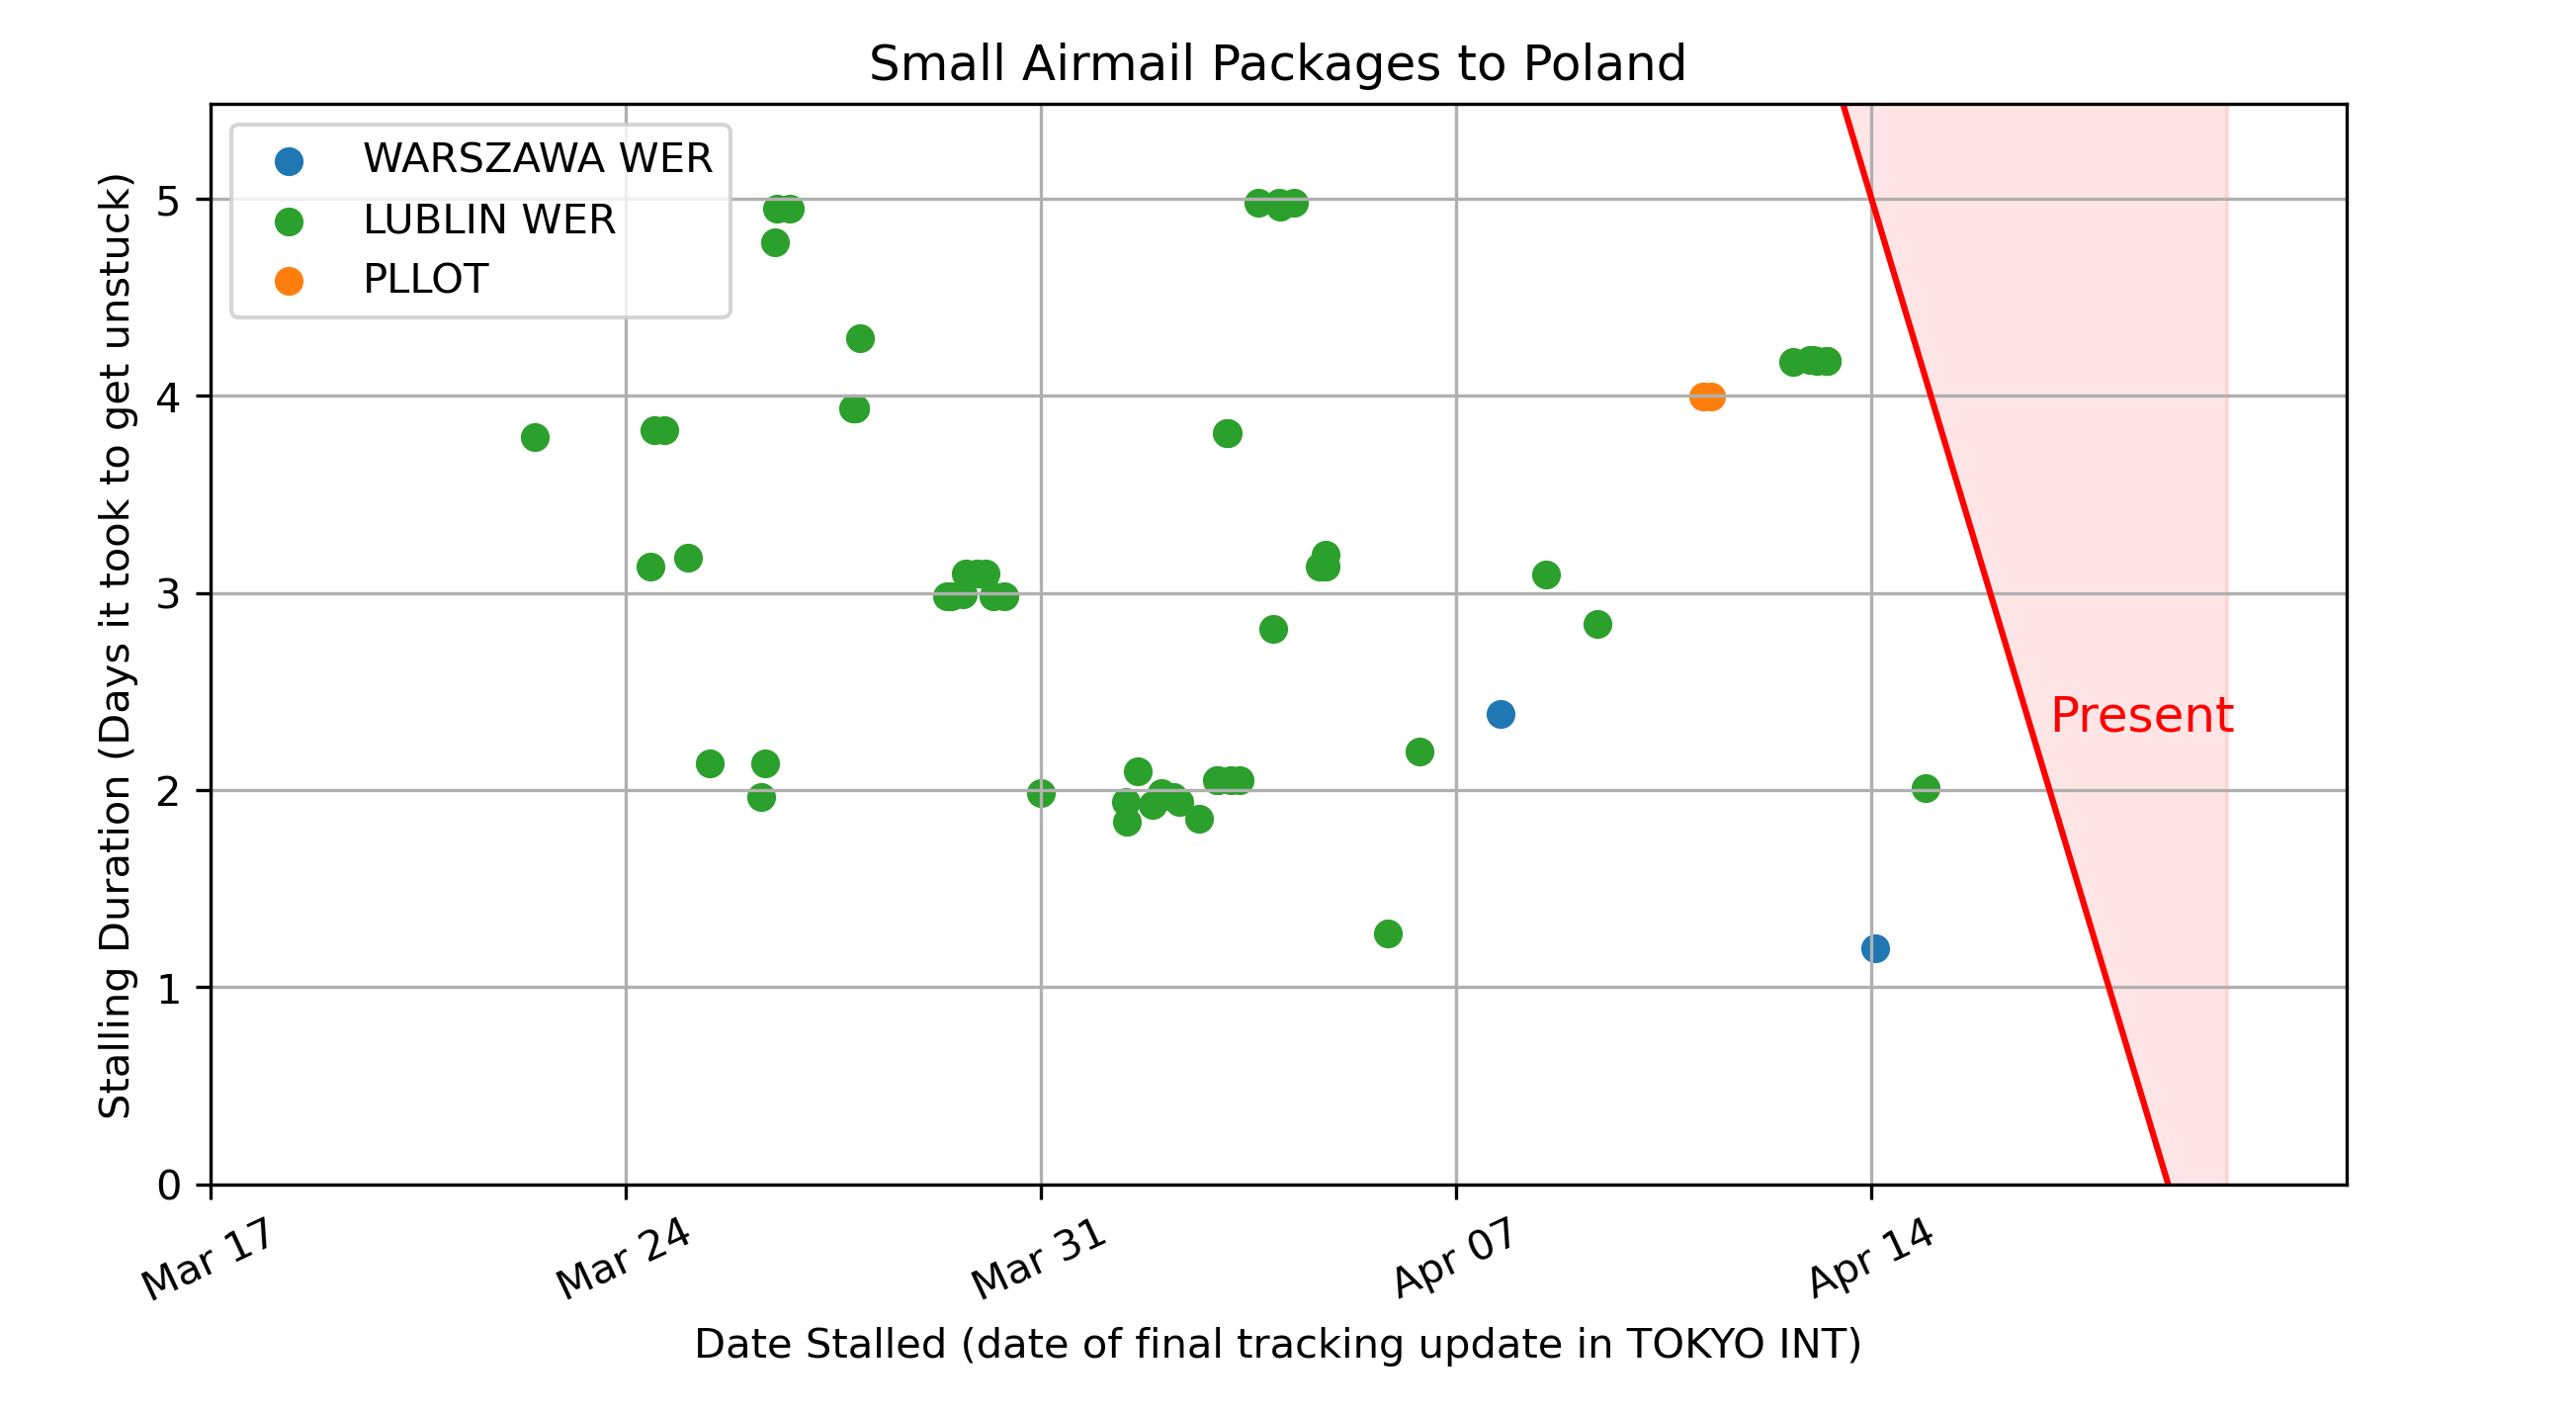 Small Airmail Packages to Poland
WARSZAWA WER
LUBLIN WER
PLLOT
Stalling Duration (Days it took to get unstuck)
5
4
3
2
1
0
Present
Mar 17
Mar 24
Mar 31
Apr 07
Apr 14
Date Stalled (date of final tracking update in TOKYO INT)